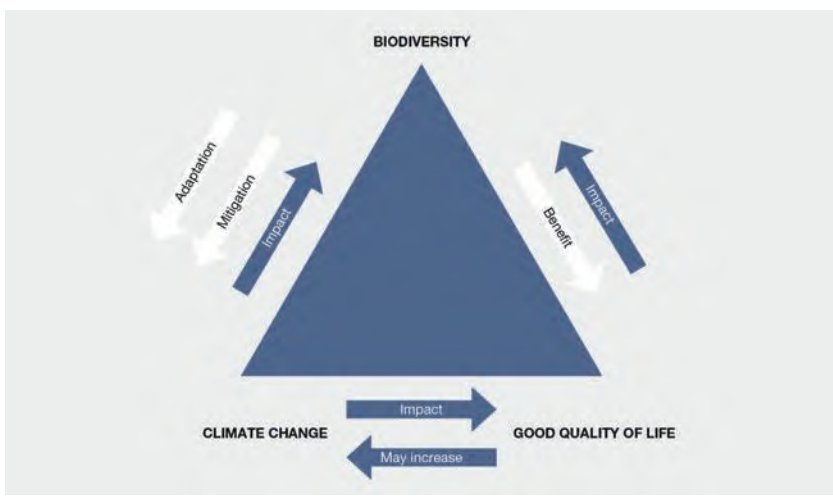 BIODIVERSITY
Adaptation
Mitigation
Impact
Benefit
Impact
Impact
CLIMATE CHANGE
GOOD QUALITY OF LIFE
May increase